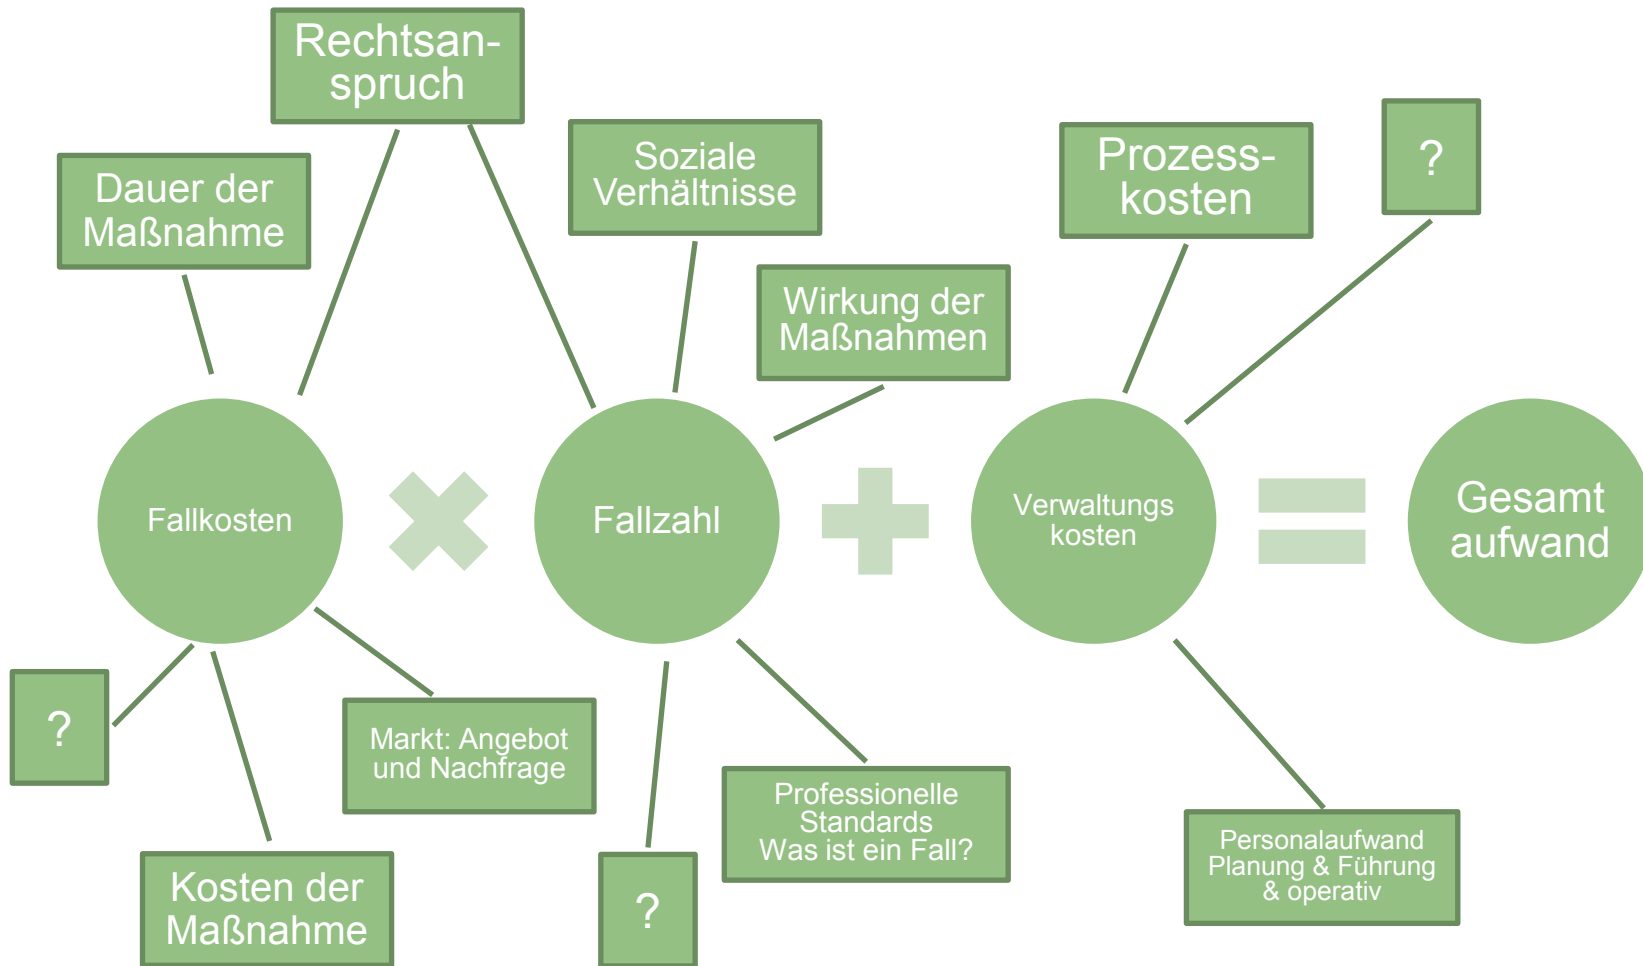 Rechtsan-
spruch
Dauer der
Maßnahme
Soziale
Verhältnisse
Wirkung der
Maßnahmen
Prozess-
kosten
?
Fallkosten
Fallzahl
Verwaltungs
kosten
Gesamt
aufwand
?
Markt: Angebot
und Nachfrage
Kosten der
Maßnahme
?
Professionelle
Standards
Was ist ein Fall?
Personalaufwand
Planung & Führung
& operativ